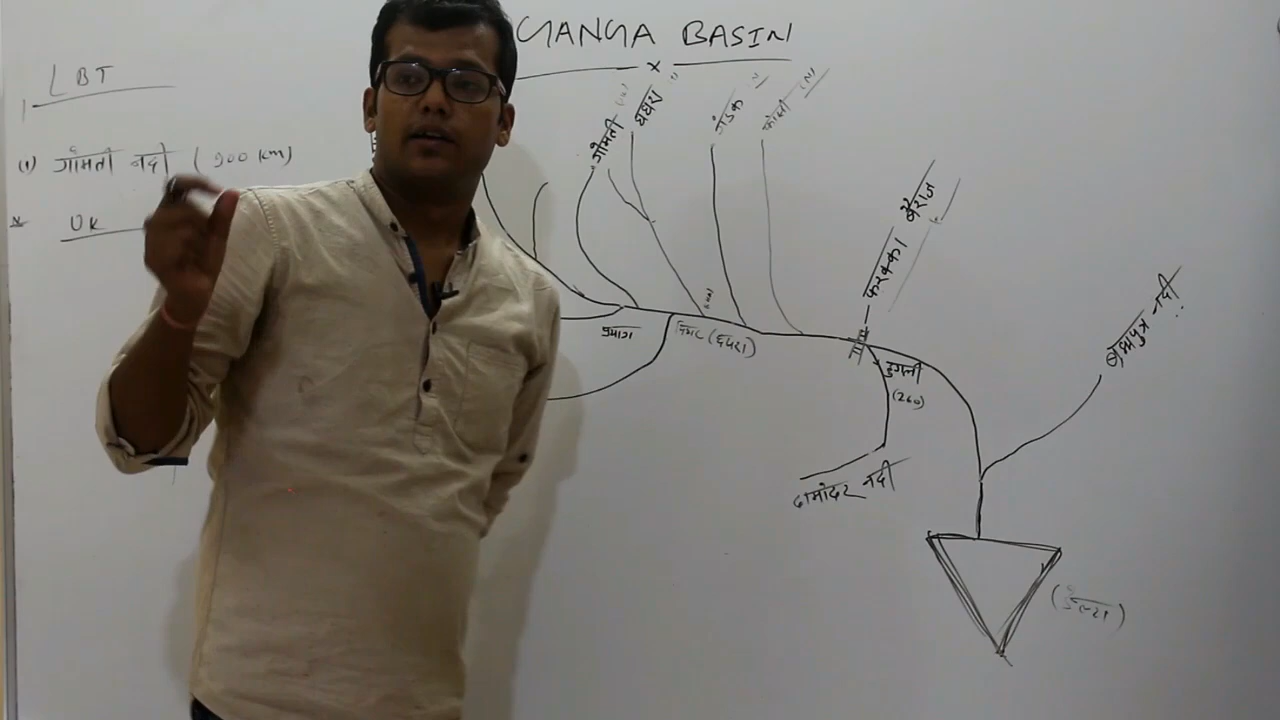 GANGA BASIN
LBT
(1) गोमती नदी (900 km)
UK
गोमती
घाघरा
गंडक
कोसी (N)
फरक्का बैराज
प्रयाग
बिहार (छपरा)
हुगली
(260)
दामोदर नदी
ब्रह्मपुत्र नदी
(डेल्टा)